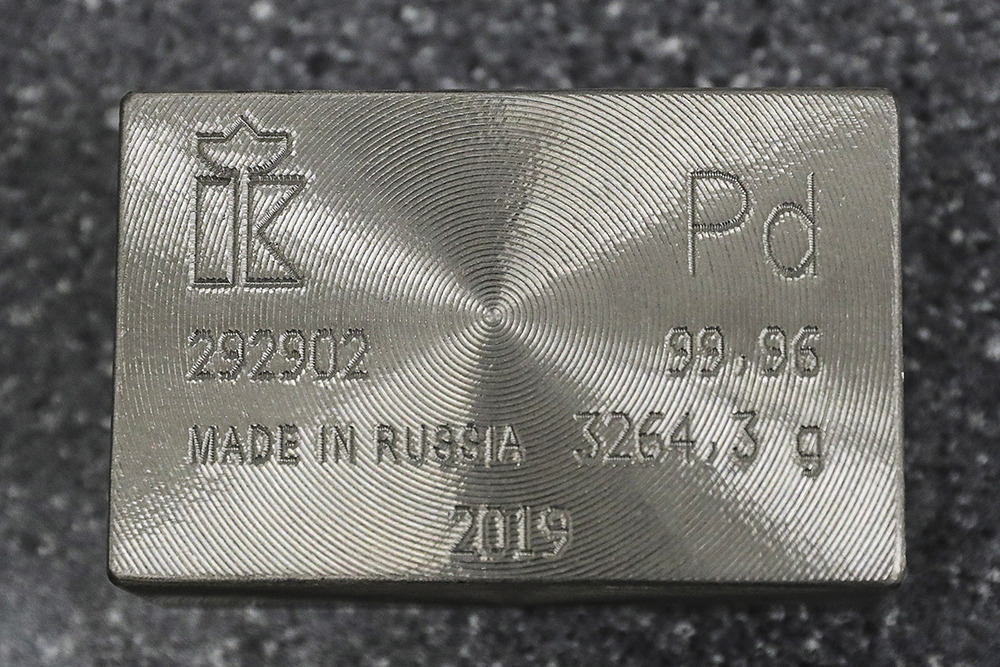 Pd
292902 99,96
MADE IN RUSSIA 3264,3 g
2019